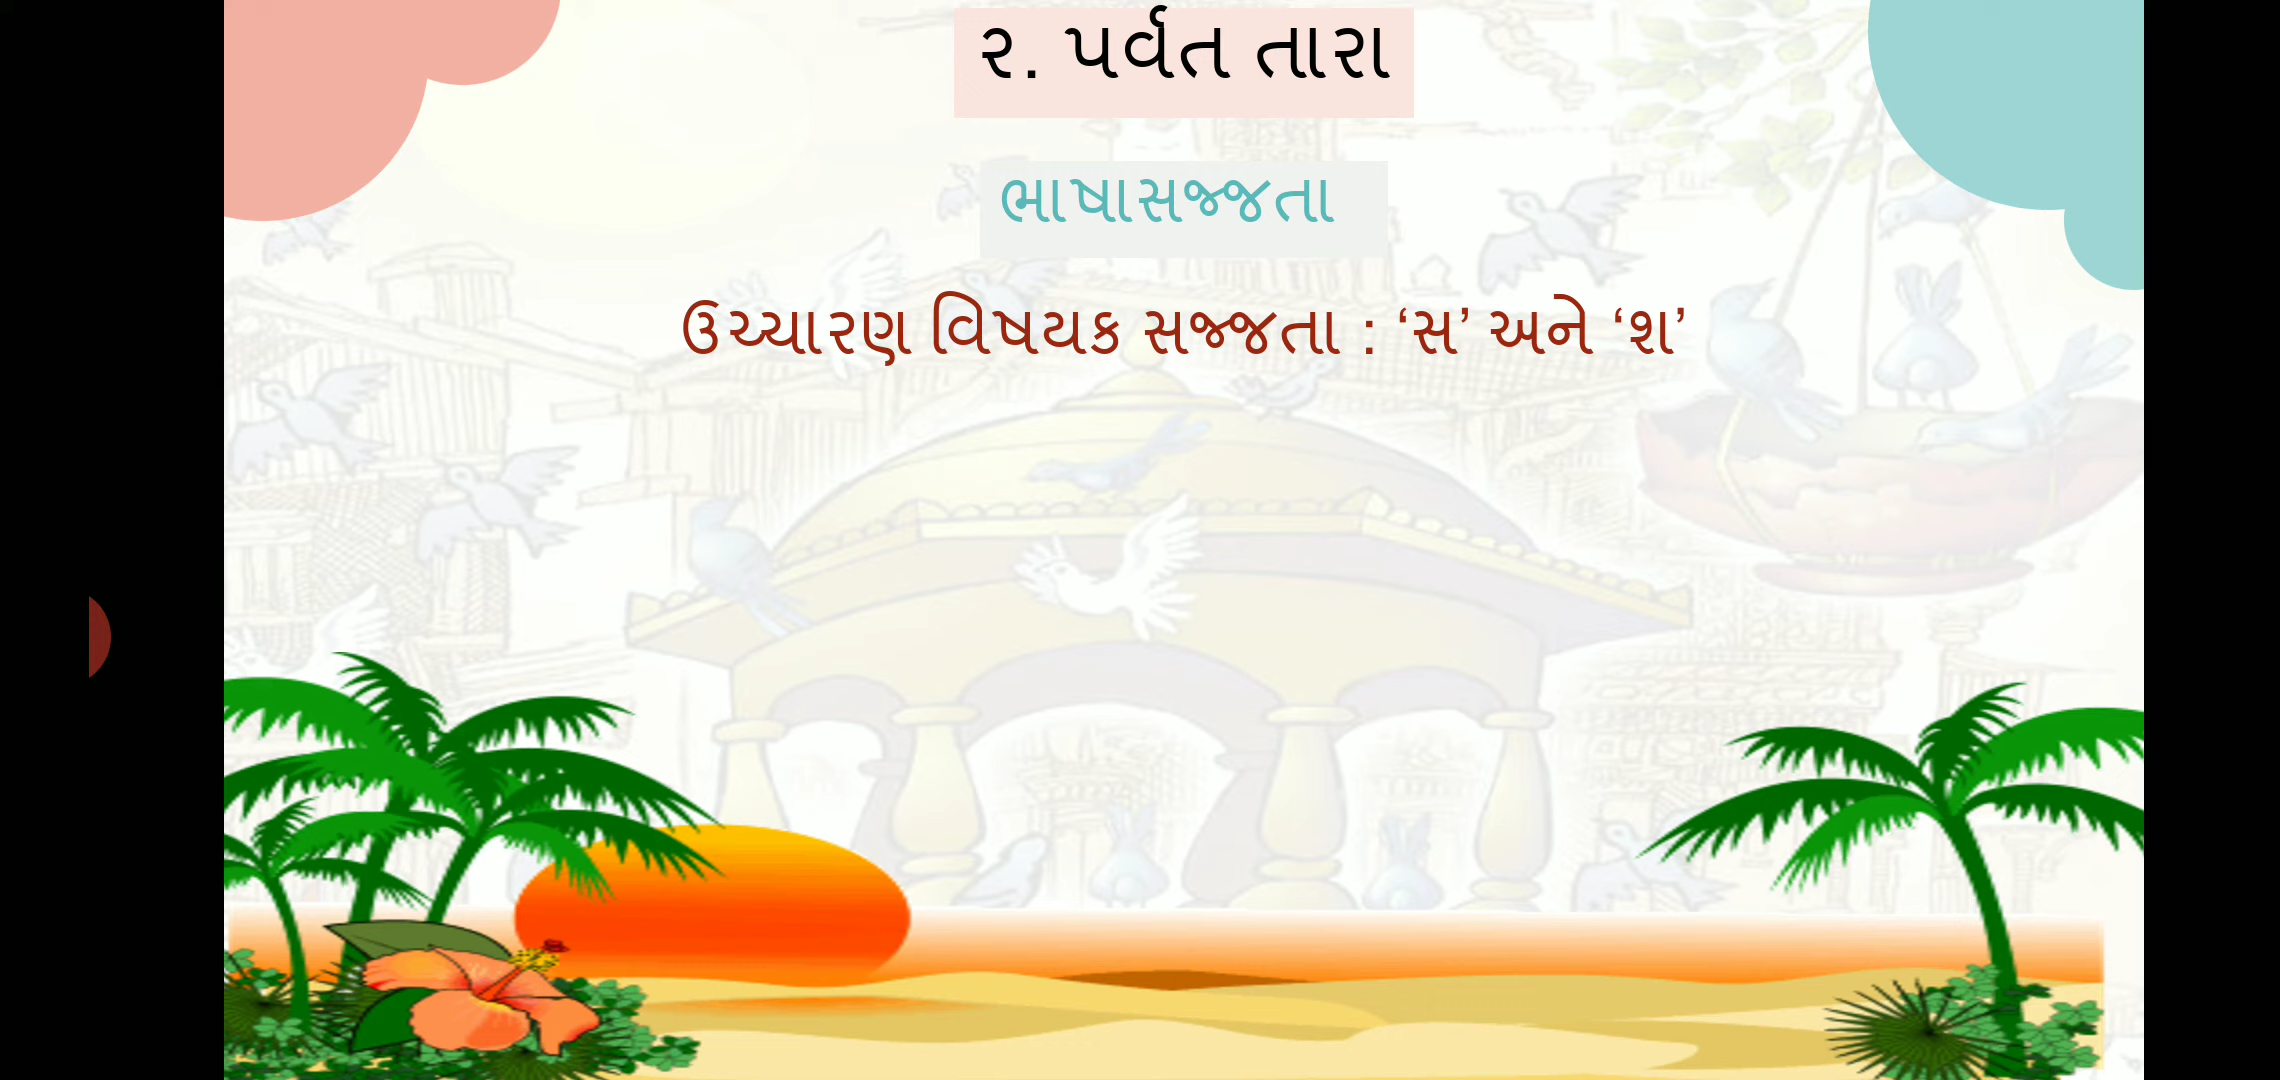 ૨. પર્વત તારા
ભાષાસજ્જતા
ઉચ્ચારણ વિષયક સજ્જતા : ‘સ’ અને ‘શ’